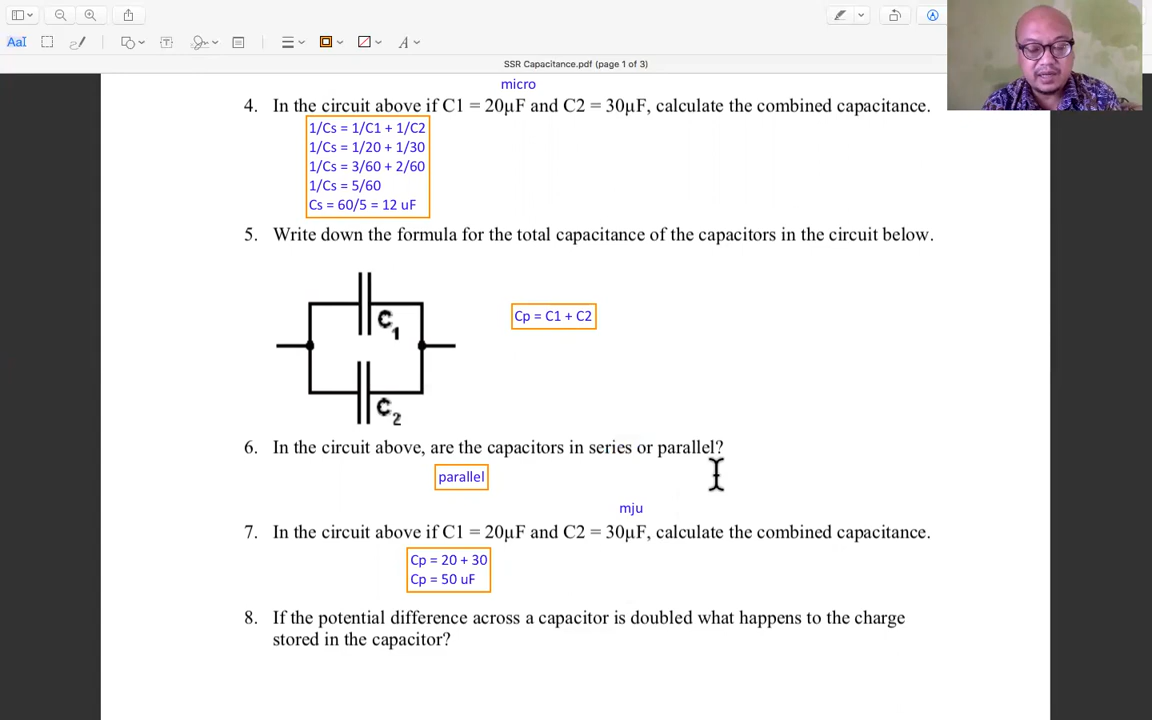 AaI
A
A
SSR Capacitance.pdf (page 1 of 3)
micro
4. In the circuit above if C1 = 20µF and C2 = 30µF, calculate the combined capacitance.
1/Cs = 1/C1 + 1/C2
1/Cs = 1/20 + 1/30
1/Cs = 3/60 + 2/60
1/Cs = 5/60
Cs = 60/5 = 12 uF
5. Write down the formula for the total capacitance of the capacitors in the circuit below.
C1
Cp = C1 + C2
C2
6. In the circuit above, are the capacitors in series or parallel?
parallel
mju
7. In the circuit above if C1 = 20µF and C2 = 30µF, calculate the combined capacitance.
Cp = 20 + 30
Cp = 50 uF
8. If the potential difference across a capacitor is doubled what happens to the charge
stored in the capacitor?